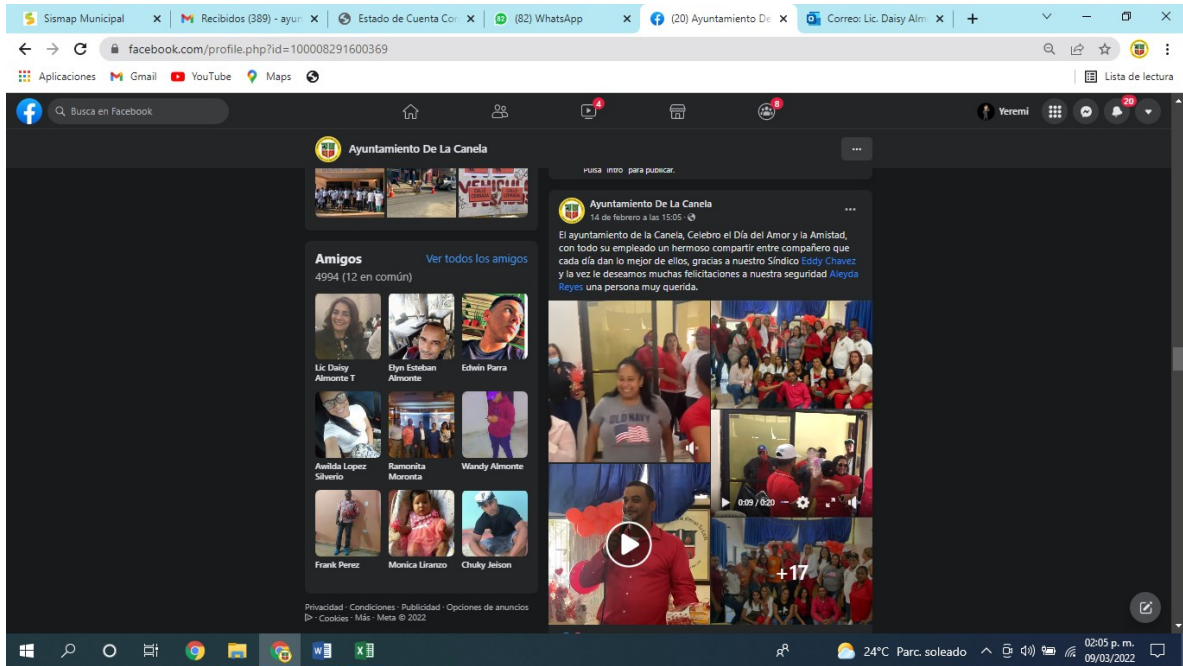 Sismap Municipal
Recibidos (389) - ayun
Estado de Cuenta Con
(82) WhatsApp
(20) Ayuntamiento De
Correo: Lic. Daisy Alm
facebook.com/profile.php?id=100008291600369
Aplicaciones
Gmail
YouTube
Maps
Lista de lectura
Busca en Facebook
4
8
Yeremi
20
Ayuntamiento De La Canela
Pulsa Intro para publicar.
Amigos
Ver todos los amigos
4994 (12 en común)
Lic Daisy Almonte T
Elyn Esteban Almonte
Edwin Parra
Awilda Lopez Silverio
Ramonita Moronta
Wandy Almonte
Frank Perez
Monica Liranzo
Chuky Jeison
Privacidad · Condiciones · Publicidad · Opciones de anuncios
· Cookies · Más · Meta © 2022
Ayuntamiento De La Canela
14 de febrero a las 15:05 ·
El ayuntamiento de la Canela, Celebro el Día del Amor y la Amistad,
con todo su empleado un hermoso compartir entre compañero que
cada día dan lo mejor de ellos, gracias a nuestro Síndico Eddy Chavez
y la vez le deseamos muchas felicitaciones a nuestra seguridad Aleyda
Reyes una persona muy querida.
OLD NAVY
0:09 / 0:20
+17
24°C Parc. soleado
02:05 p. m.
09/03/2022